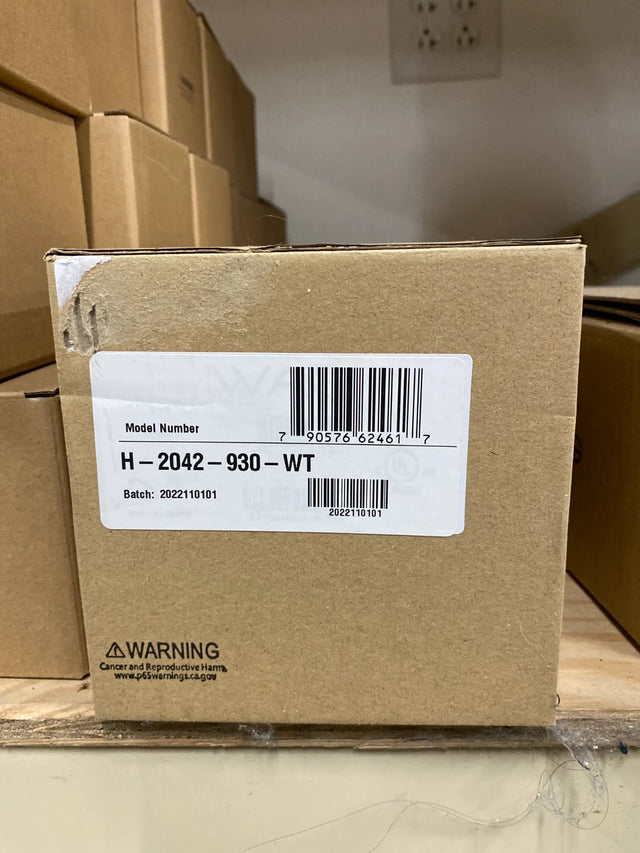 7 90576 62461 7
Model Number
H-2042-930-WT
Batch: 2022110101
2022110101
⚠WARNING
Cancer and Reproductive Harm,
www.p65warnings.ca.gov